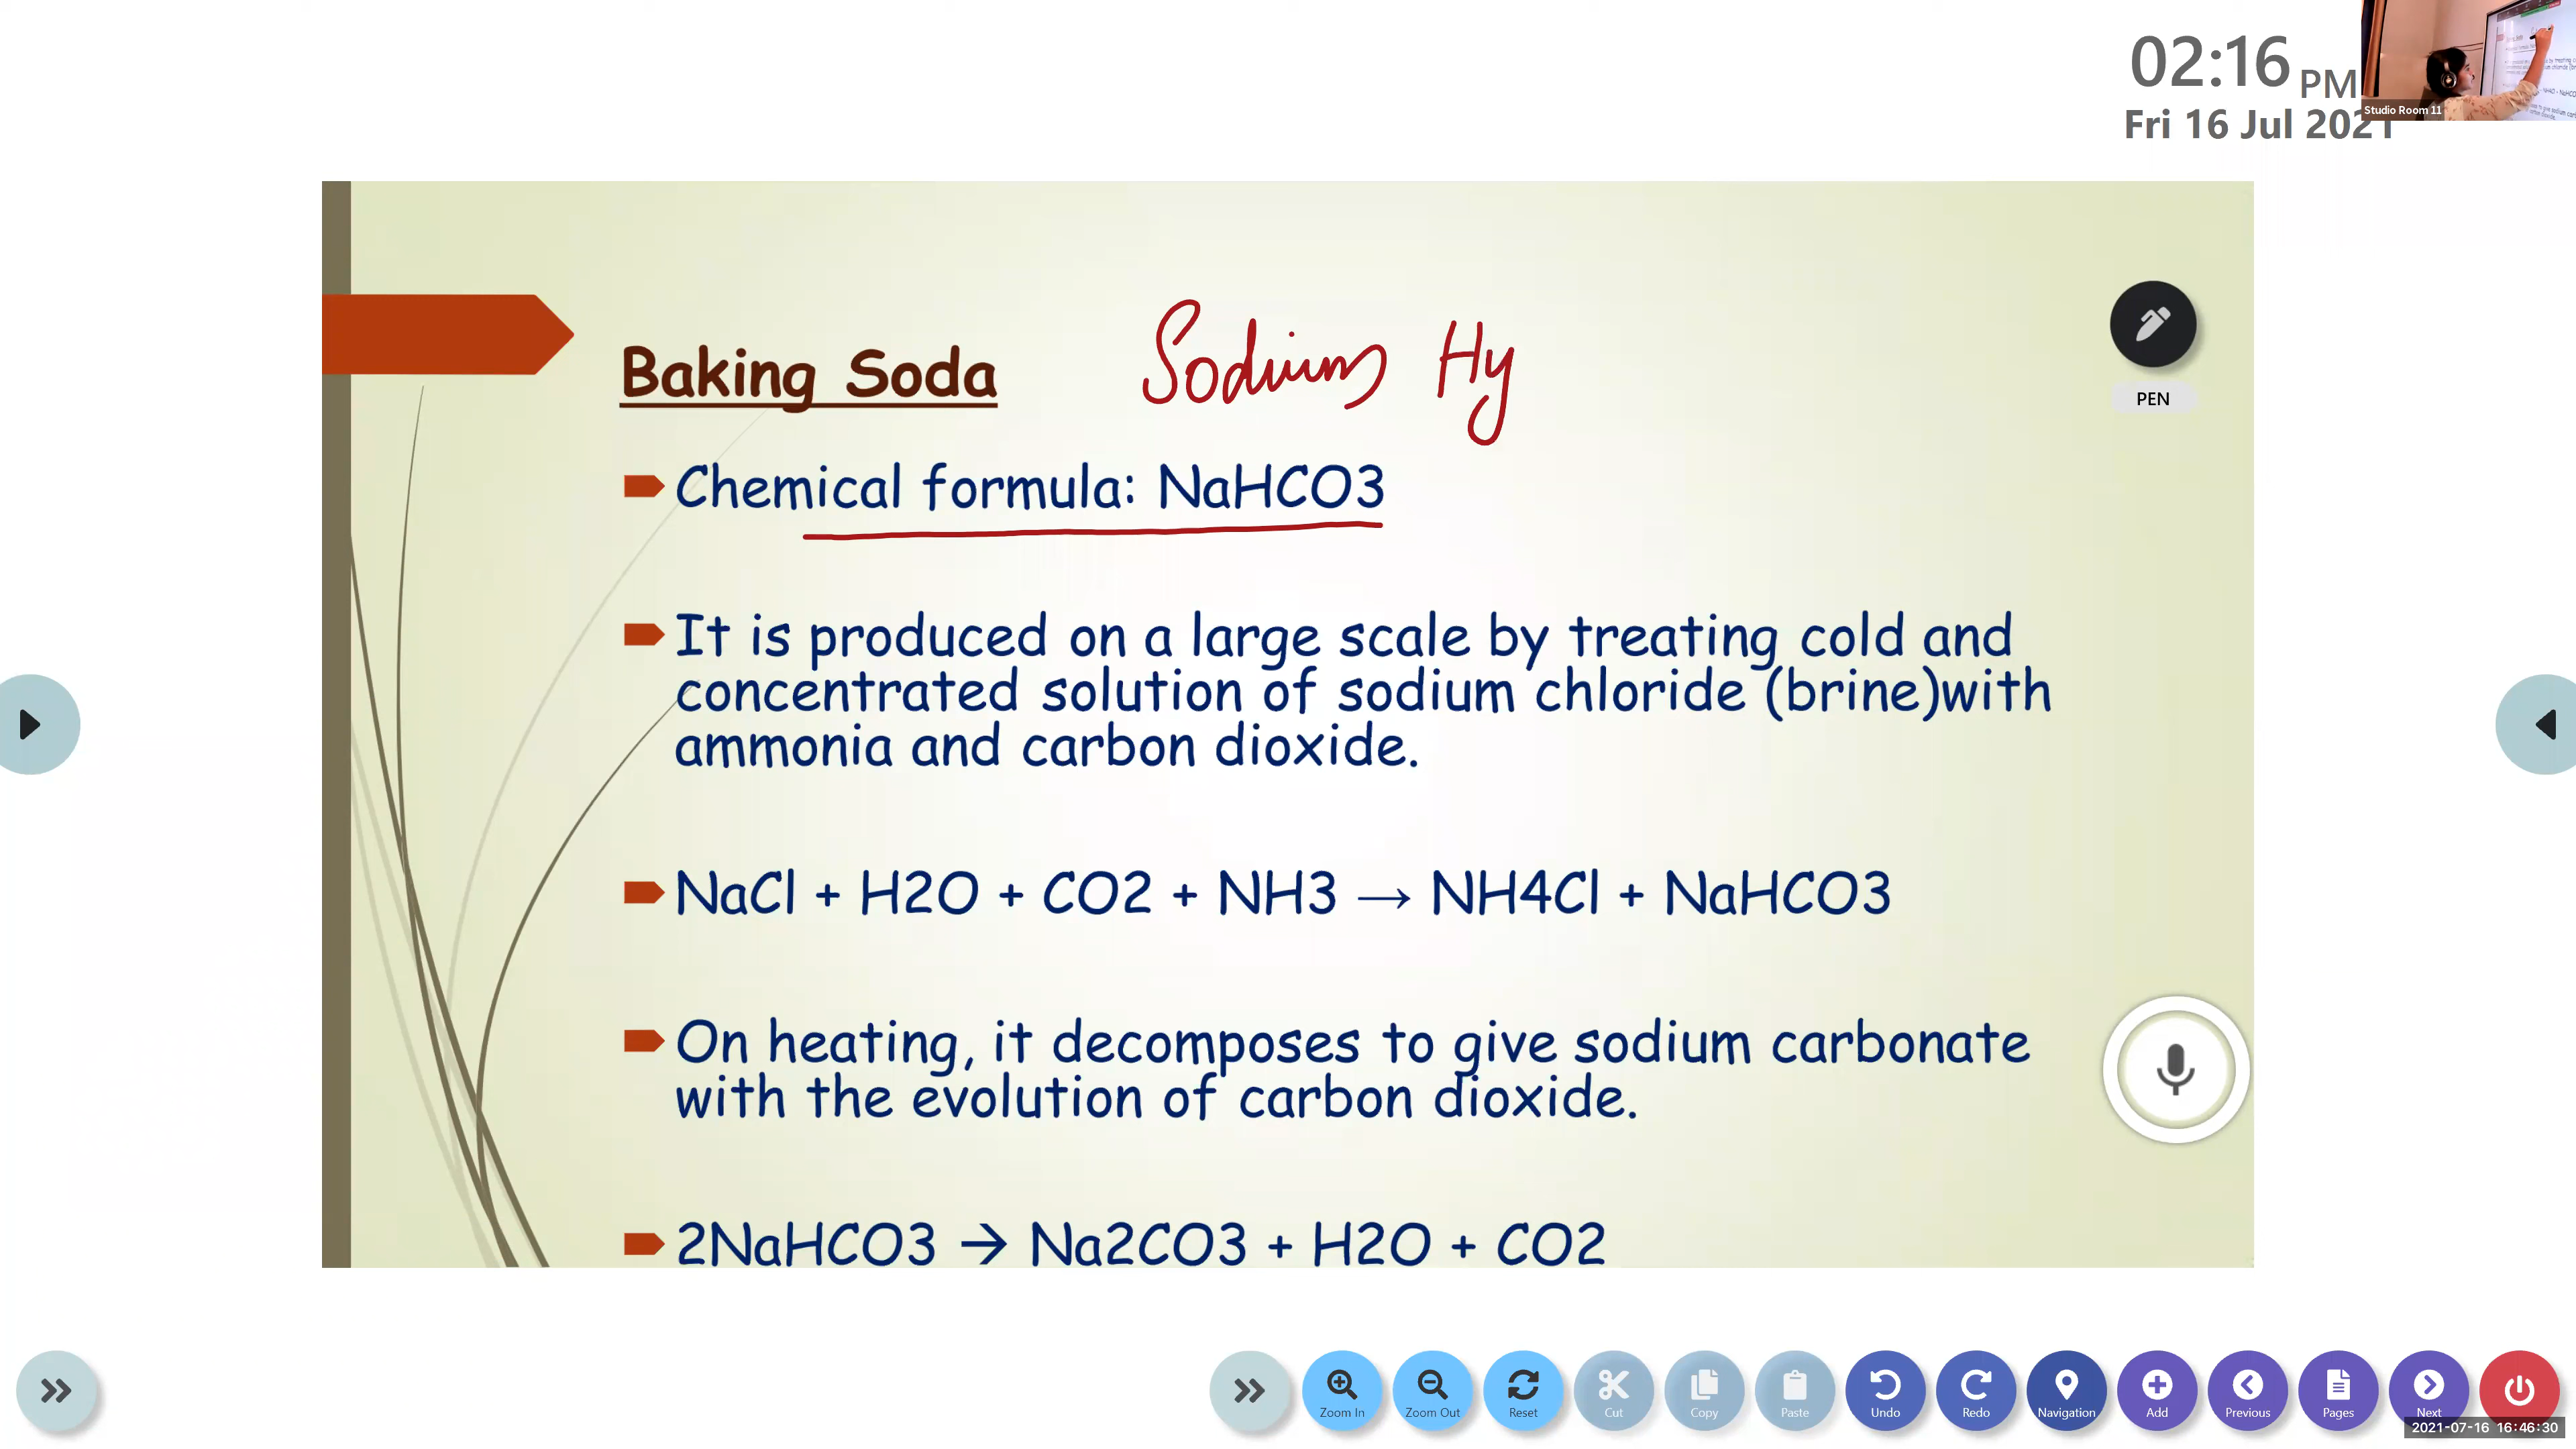 02:16 PM
Fri 16 Jul 2021
Studio Room 11
Baking Soda
Sodium Hy
PEN
Chemical formula: NaHCO3
It is produced on a large scale by treating cold and
concentrated solution of sodium chloride (brine)with
ammonia and carbon dioxide.
NaCl + H2O + CO2 + NH3 → NH4Cl + NaHCO3
On heating, it decomposes to give sodium carbonate
with the evolution of carbon dioxide.
2NaHCO3 → Na2CO3 + H2O + CO2
Zoom In Zoom Out Reset Cut Copy Paste Undo Redo Navigation Add Previous Pages Next
2021-07-16 16:46:30